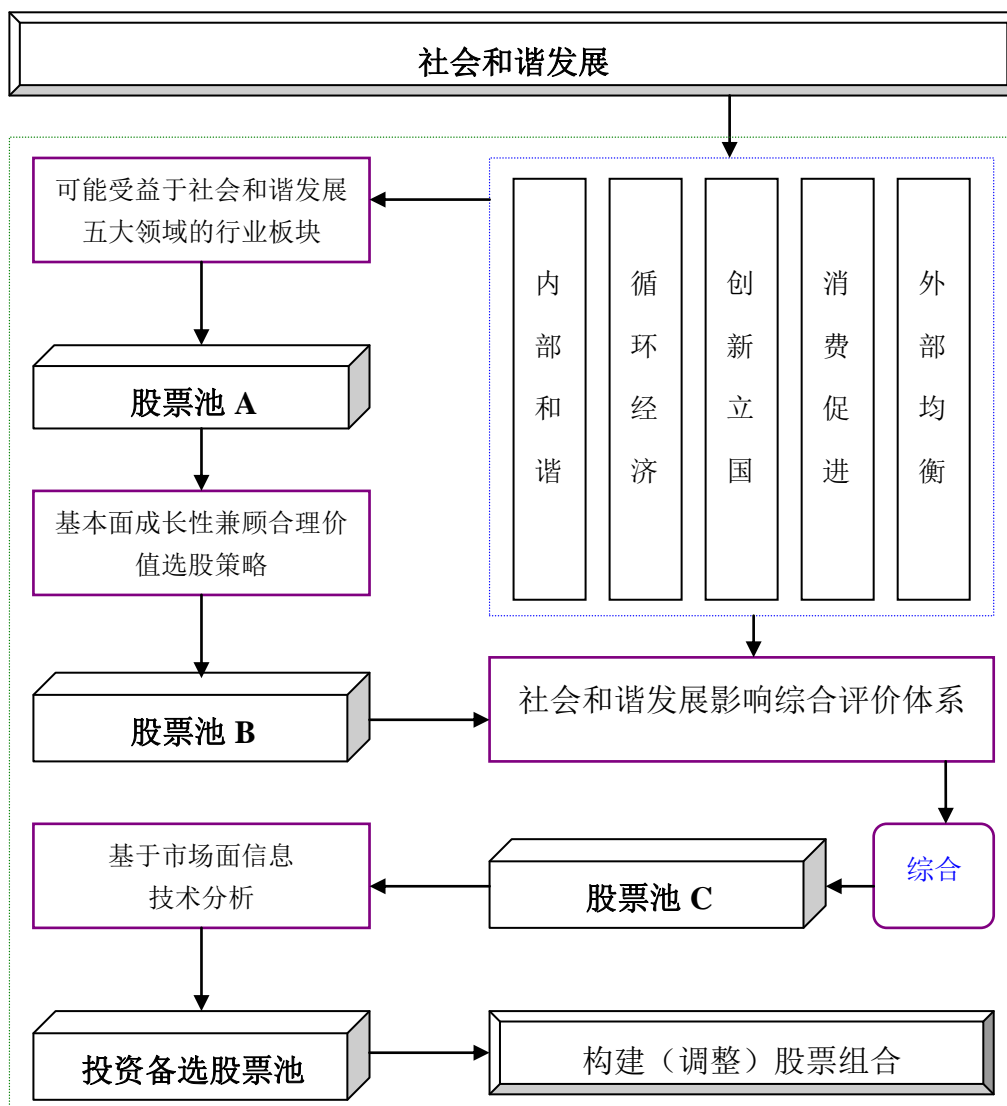 社会和谐发展
可能受益于社会和谐发展
五大领域的行业板块
内部和谐
循环经济
创新立国
消费促进
外部均衡
股票池 A
基本面成长性兼顾合理价
值选股策略
股票池 B
社会和谐发展影响综合评价体系
综合
股票池 C
基于市场面信息
技术分析
投资备选股票池
构建（调整）股票组合